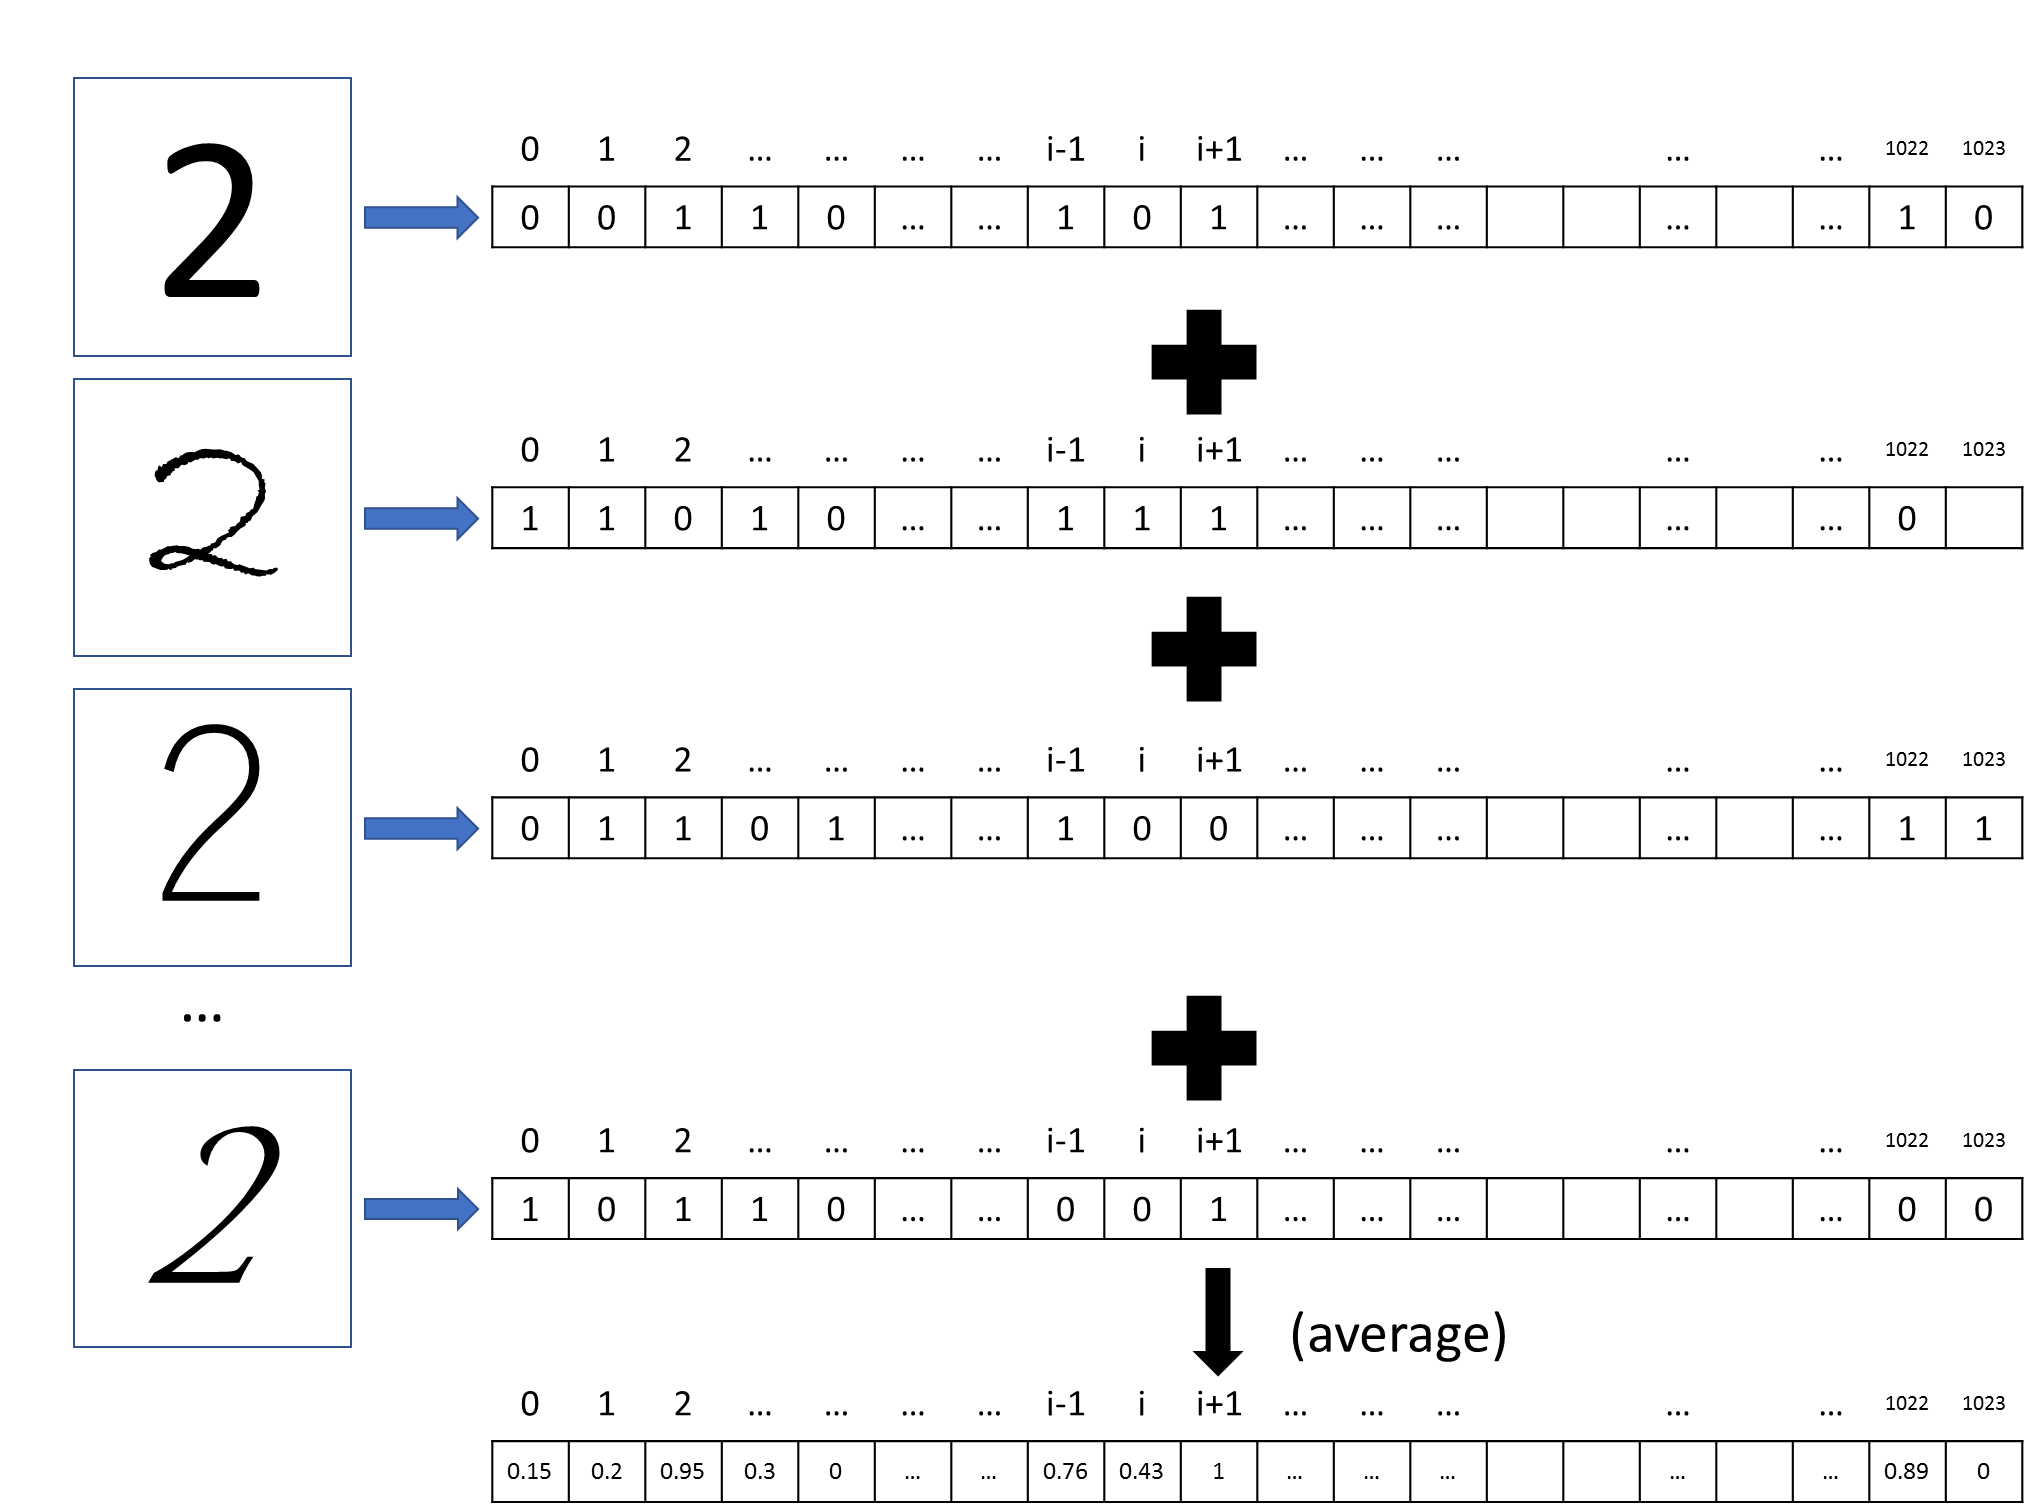 2
0 1 2 ... ... ... ... i-1 i i+1 ... ... ... ... ... 1022 1023
0 0 1 1 0 ... ... 1 0 1 ... ... ... ... ... 1 0
2
0 1 2 ... ... ... ... i-1 i i+1 ... ... ... ... ... 1022 1023
1 1 0 1 0 ... ... 1 1 1 ... ... ... ... ... 0
2
0 1 2 ... ... ... ... i-1 i i+1 ... ... ... ... ... 1022 1023
0 1 1 0 1 ... ... 1 0 0 ... ... ... ... ... 1 1
...
2
0 1 2 ... ... ... ... i-1 i i+1 ... ... ... ... ... 1022 1023
1 0 1 1 0 ... ... 0 0 1 ... ... ... ... ... 0 0
(average)
0 1 2 ... ... ... ... i-1 i i+1 ... ... ... ... ... 1022 1023
0.15 0.2 0.95 0.3 0 ... ... 0.76 0.43 1 ... ... ... ... ... 0.89 0